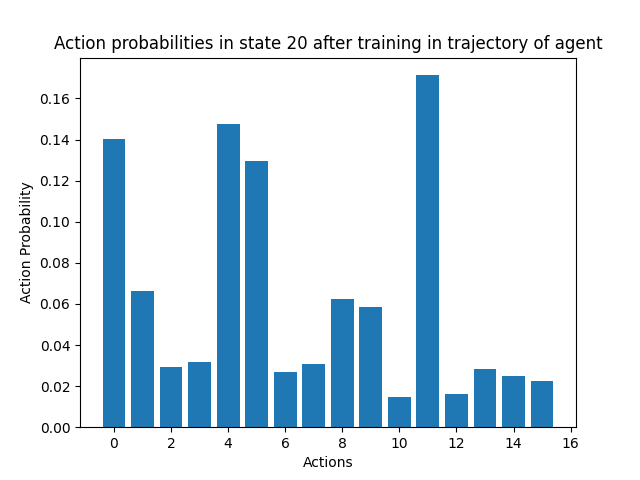 Action probabilities in state 20 after training in trajectory of agent
0.16
0.14
0.12
0.10
0.08
0.06
0.04
0.02
0.00
Action Probability
0 2 4 6 8 10 12 14 16
Actions